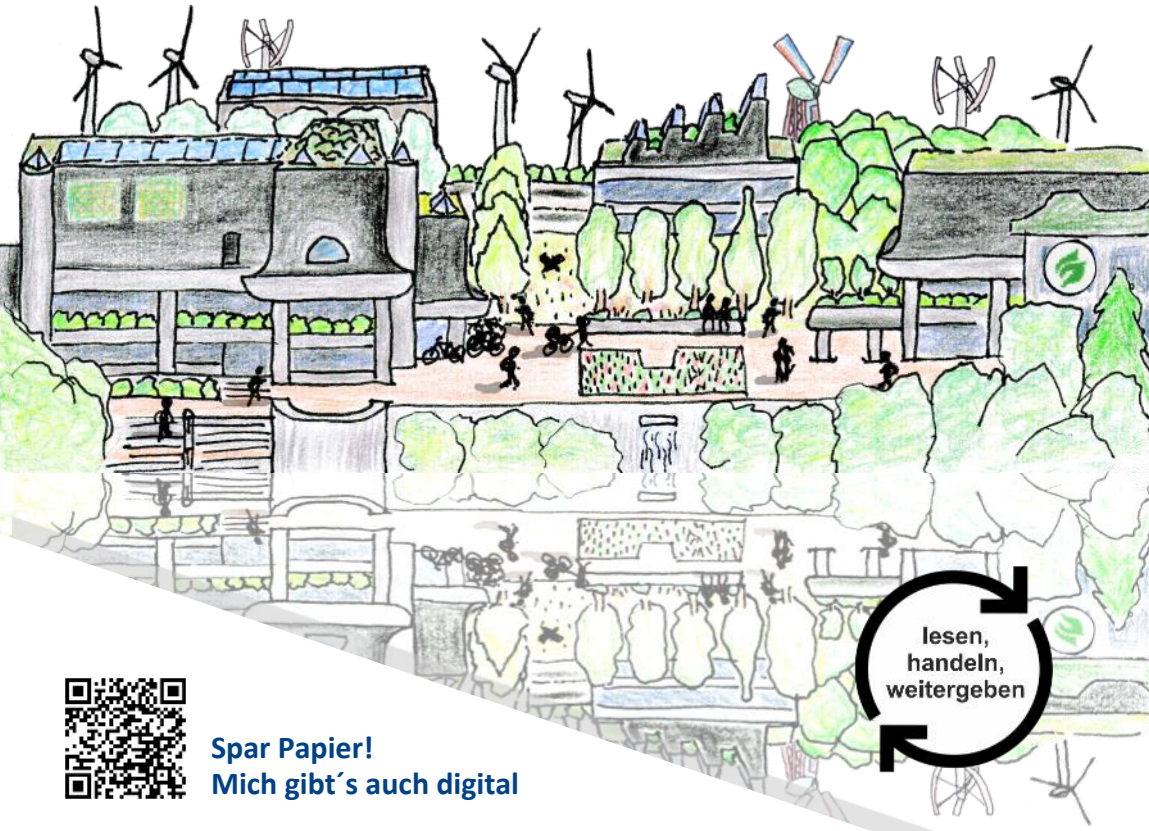 lesen,
handeln,
weitergeben
Spar Papier!
Mich gibt´s auch digital